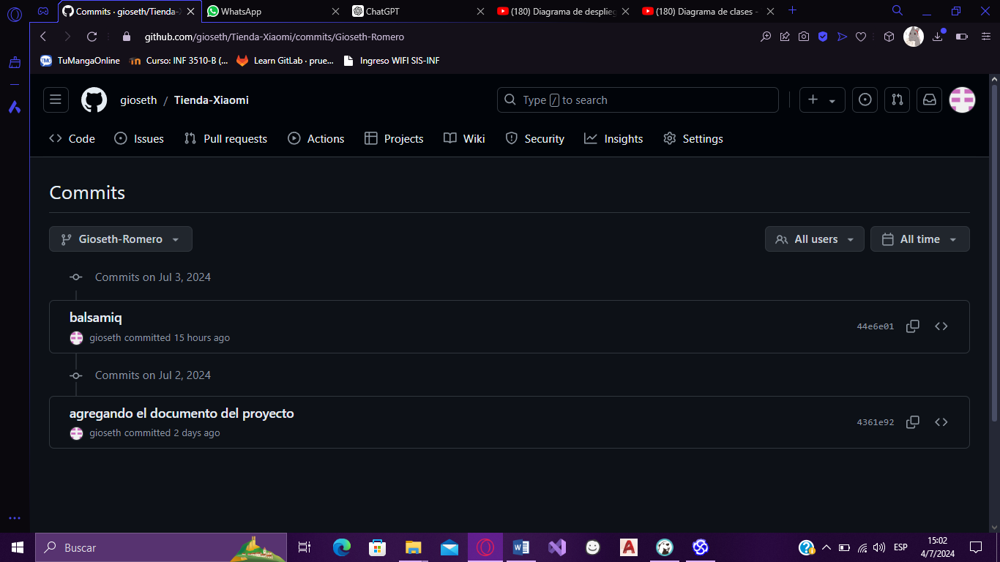 Commits · gioseth/Tienda-X
WhatsApp
ChatGPT
(180) Diagrama de desplieg
(180) Diagrama de clases -
github.com/gioseth/Tienda-Xiaomi/commits/Gioseth-Romero
TuMangaOnline
Curso: INF 3510-B (...
Learn GitLab · prue...
Ingreso WIFI SIS-INF
gioseth / Tienda-Xiaomi
Type / to search
Code
Issues
Pull requests
Actions
Projects
Wiki
Security
Insights
Settings
Commits
Gioseth-Romero
All users
All time
Commits on Jul 3, 2024
balsamiq
gioseth committed 15 hours ago
44e6e01
Commits on Jul 2, 2024
agregando el documento del proyecto
gioseth committed 2 days ago
4361e92
Buscar
ESP
15:02
4/7/2024